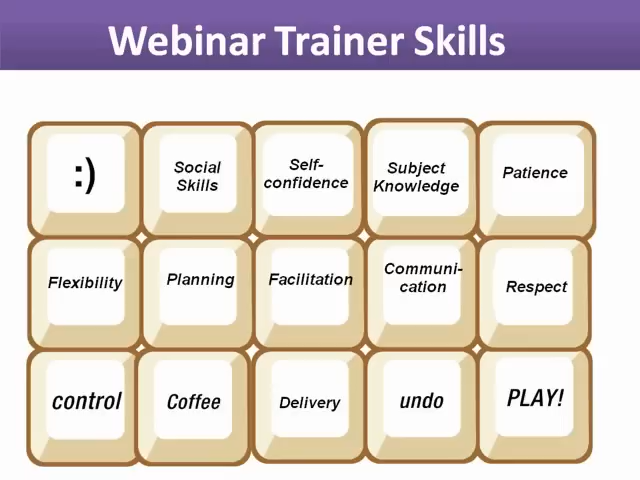 Webinar Trainer Skills
:)
Social
Skills
Self-
confidence
Subject
Knowledge
Patience
Flexibility
Planning
Facilitation
Communi-
cation
Respect
control
Coffee
Delivery
undo
PLAY!